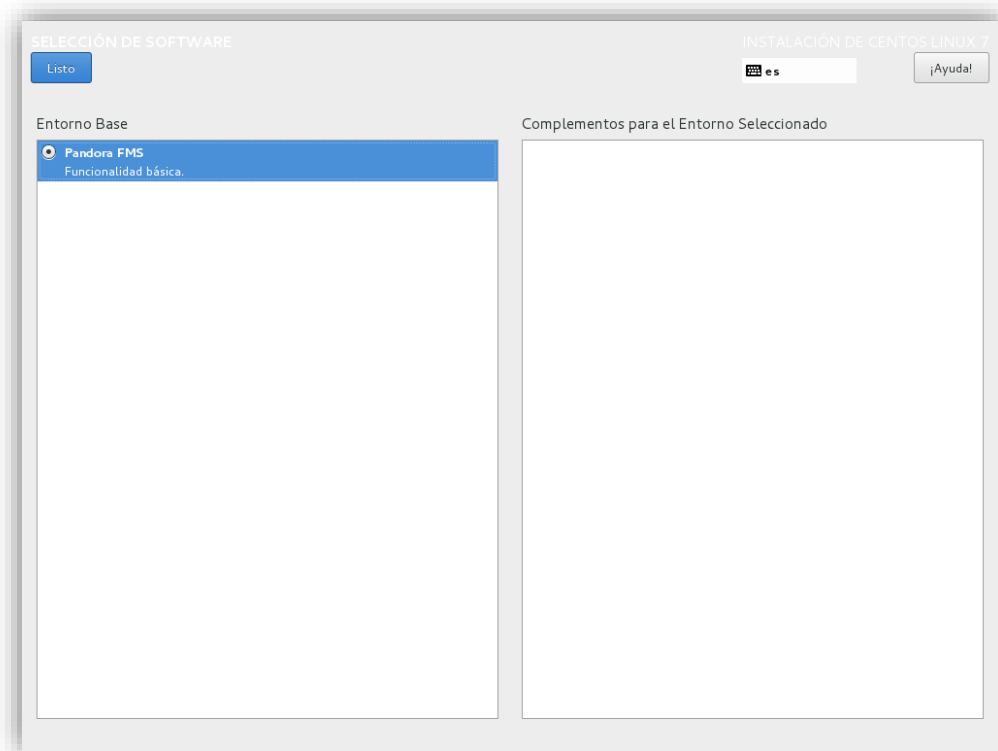 SELECCIÓN DE SOFTWARE
INSTALACIÓN DE CENTOS LINUX 7
Listo
es
¡Ayuda!
Entorno Base
Complementos para el Entorno Seleccionado
Pandora FMS
Funcionalidad básica.